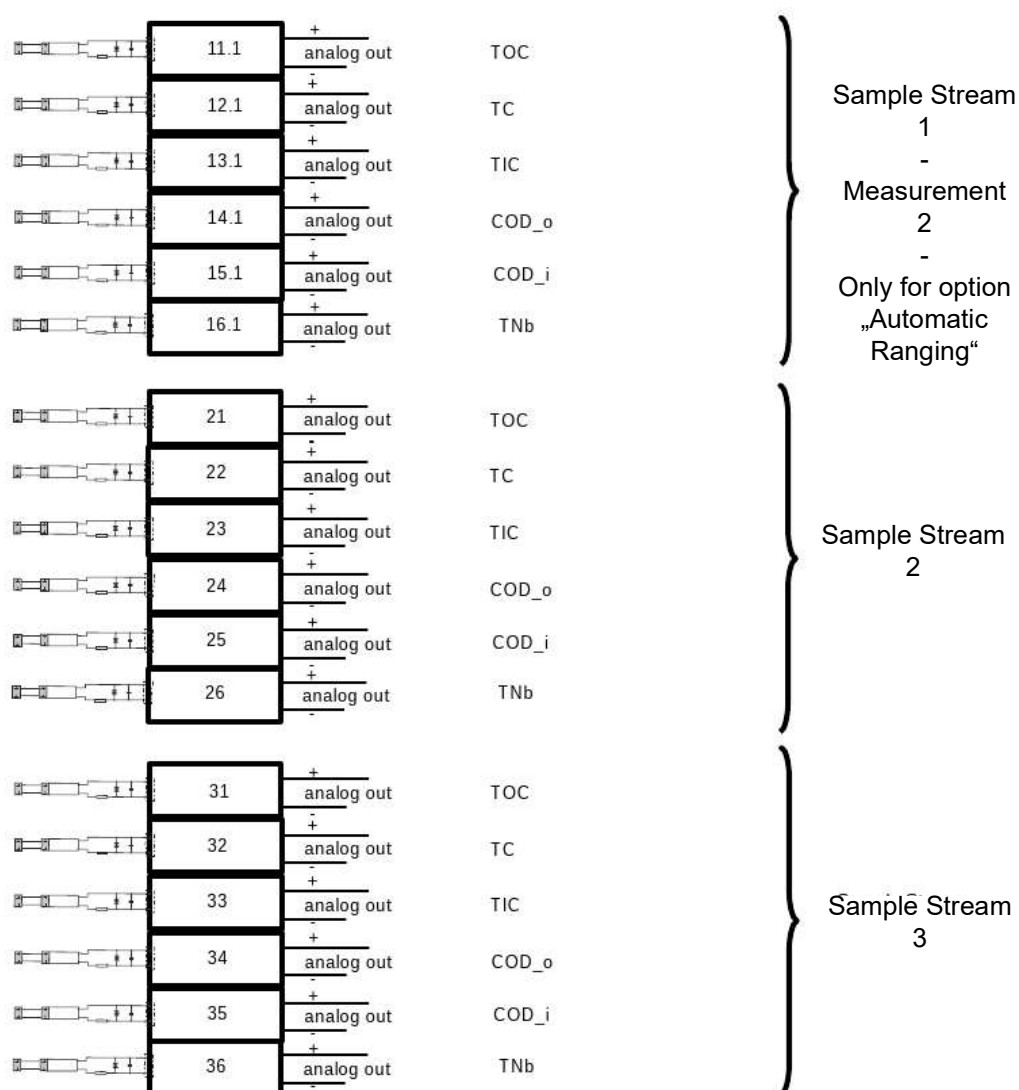 +
11.1 analog out TOC
-
+
12.1 analog out TC
-
+
13.1 analog out TIC
-
+
14.1 analog out COD_o
-
+
15.1 analog out COD_i
-
+
16.1 analog out TNb
-
Sample Stream
1
-
Measurement
2
-
Only for option
„Automatic
Ranging“
+
21 analog out TOC
-
+
22 analog out TC
-
+
23 analog out TIC
-
+
24 analog out COD_o
-
+
25 analog out COD_i
-
+
26 analog out TNb
-
Sample Stream
2
+
31 analog out TOC
-
+
32 analog out TC
-
+
33 analog out TIC
-
+
34 analog out COD_o
-
+
35 analog out COD_i
-
+
36 analog out TNb
-
Sample Stream
3